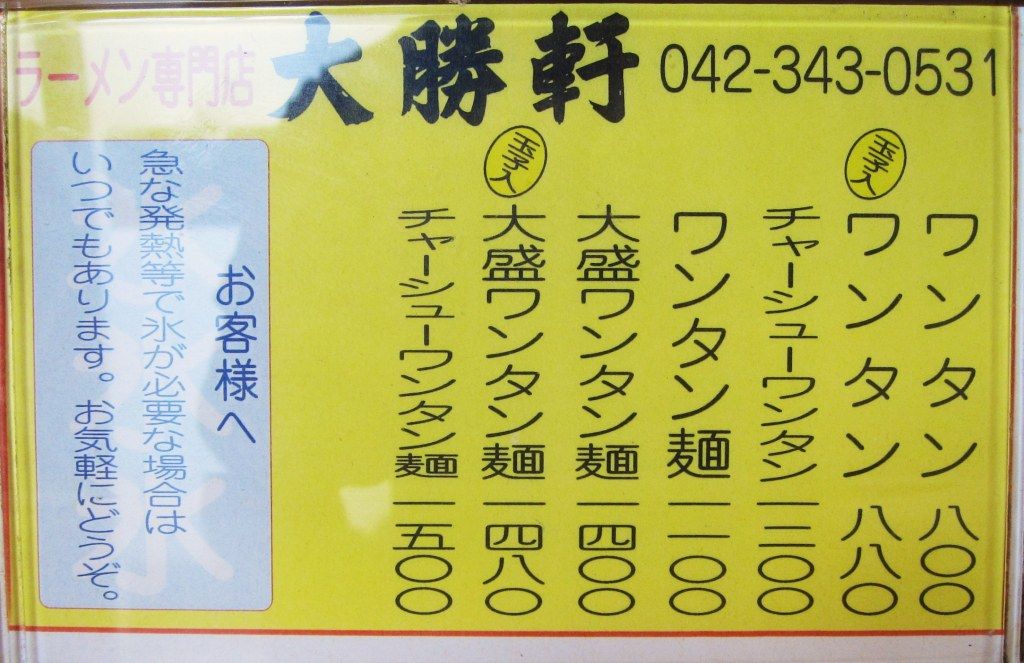 ラーメン専門店 大勝軒 042-343-0531
ワンタン 八〇〇
玉子入 ワンタン 八八〇
チャーシューワンタン 一二〇〇
ワンタン麺 一一〇〇
大盛ワンタン麺 一四〇〇
玉子入 大盛ワンタン麺 一四八〇
チャーシューワンタン麺 一五〇〇
お客様へ
急な発熱等で氷が必要な場合は
いつでもあります。お気軽にどうぞ。